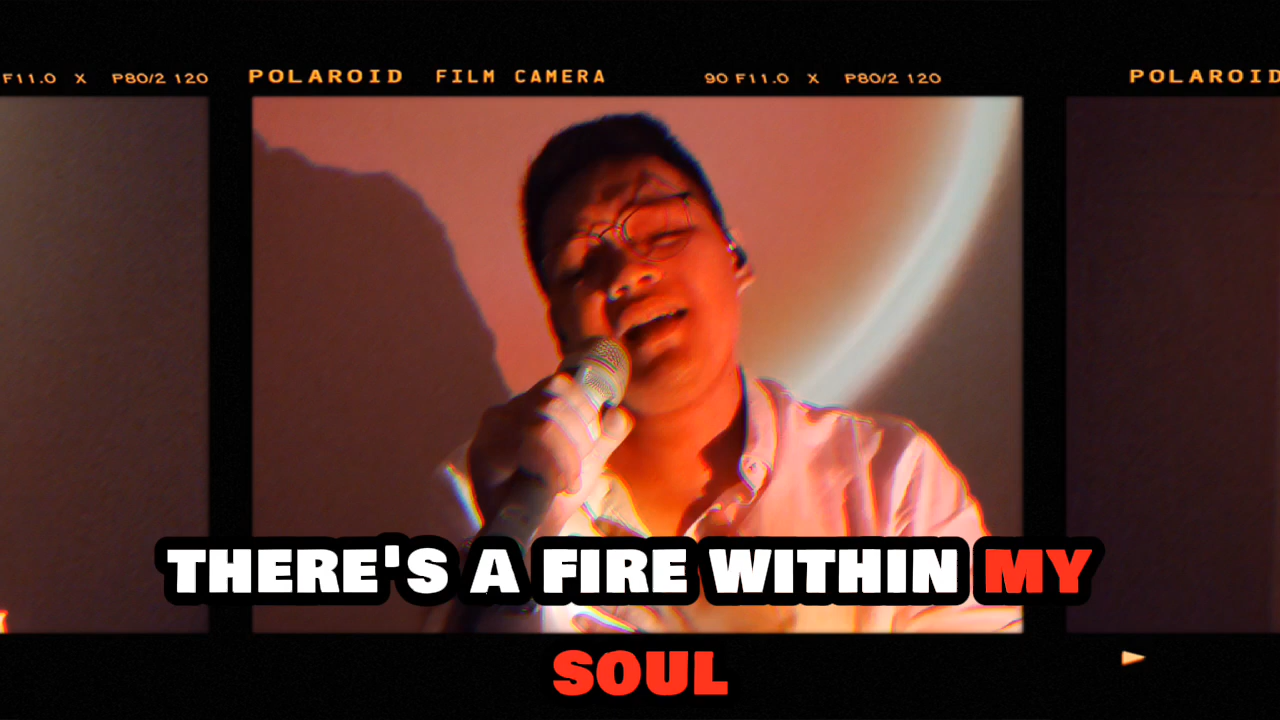 F11.0 X P80/2 120 POLAROID FILM CAMERA 90 F11.0 X P80/2 120 POLAROID
THERE'S A FIRE WITHIN MY
SOUL